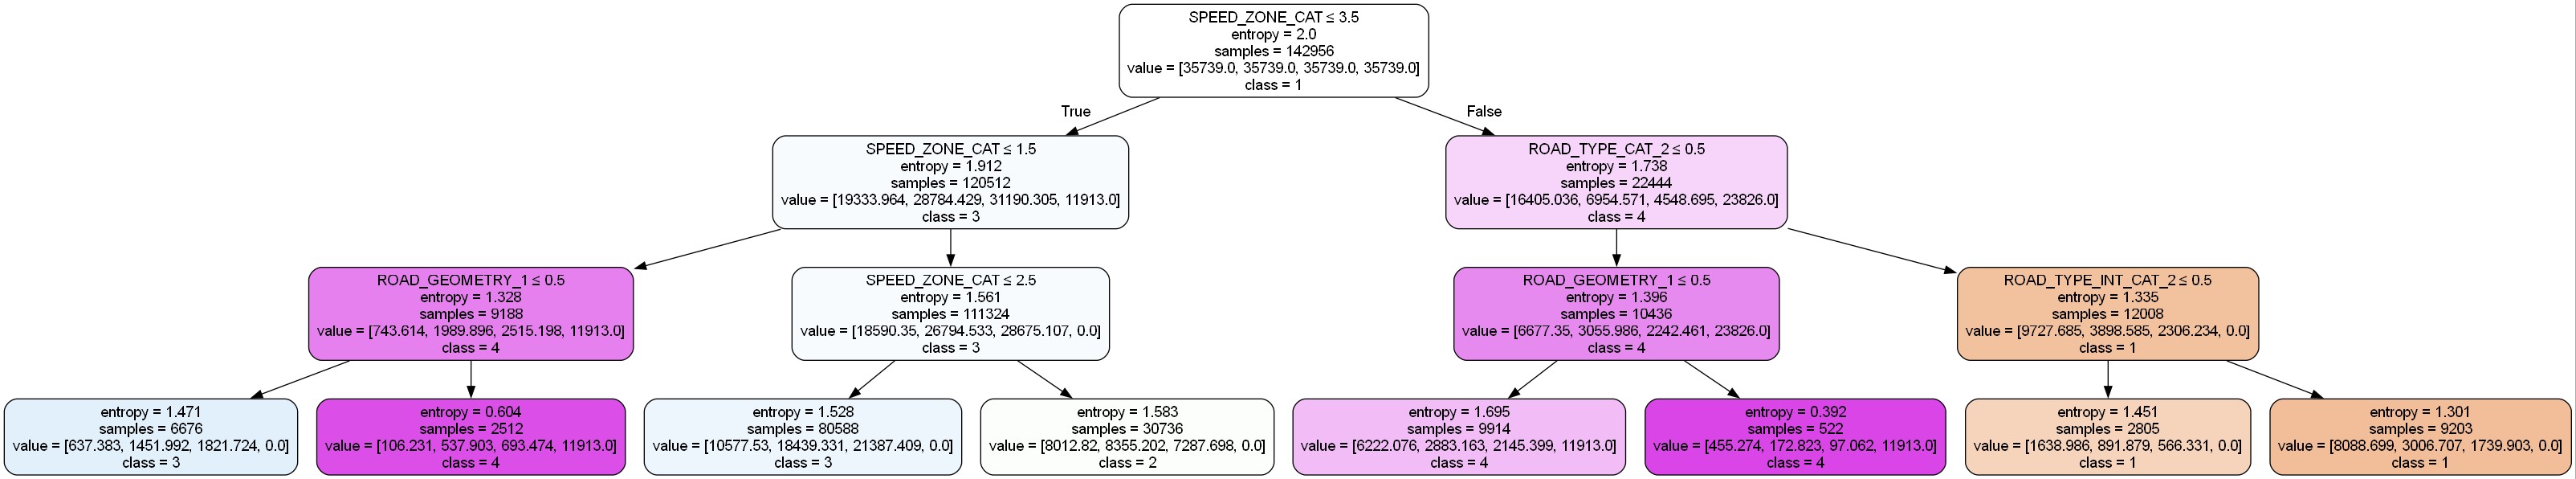 SPEED_ZONE_CAT ≤ 3.5
entropy = 2.0
samples = 142956
value = [35739.0, 35739.0, 35739.0, 35739.0]
class = 1
True
False
SPEED_ZONE_CAT ≤ 1.5
entropy = 1.912
samples = 120512
value = [19333.964, 28784.429, 31190.305, 11913.0]
class = 3
ROAD_TYPE_CAT_2 ≤ 0.5
entropy = 1.738
samples = 22444
value = [16405.036, 6954.571, 4548.695, 23826.0]
class = 4
ROAD_GEOMETRY_1 ≤ 0.5
entropy = 1.328
samples = 9188
value = [743.614, 1989.896, 2515.198, 11913.0]
class = 4
SPEED_ZONE_CAT ≤ 2.5
entropy = 1.561
samples = 111324
value = [18590.35, 26794.533, 28675.107, 0.0]
class = 3
ROAD_GEOMETRY_1 ≤ 0.5
entropy = 1.396
samples = 10436
value = [6677.35, 3055.986, 2242.461, 23826.0]
class = 4
ROAD_TYPE_INT_CAT_2 ≤ 0.5
entropy = 1.335
samples = 12008
value = [9727.685, 3898.585, 2306.234, 0.0]
class = 1
entropy = 1.471
samples = 6676
value = [637.383, 1451.992, 1821.724, 0.0]
class = 3
entropy = 0.604
samples = 2512
value = [106.231, 537.903, 693.474, 11913.0]
class = 4
entropy = 1.528
samples = 80588
value = [10577.53, 18439.331, 21387.409, 0.0]
class = 3
entropy = 1.583
samples = 30736
value = [8012.82, 8355.202, 7287.698, 0.0]
class = 2
entropy = 1.695
samples = 9914
value = [6222.076, 2883.163, 2145.399, 11913.0]
class = 4
entropy = 0.392
samples = 522
value = [455.274, 172.823, 97.062, 11913.0]
class = 4
entropy = 1.451
samples = 2805
value = [1638.986, 891.879, 566.331, 0.0]
class = 1
entropy = 1.301
samples = 9203
value = [8088.699, 3006.707, 1739.903, 0.0]
class = 1